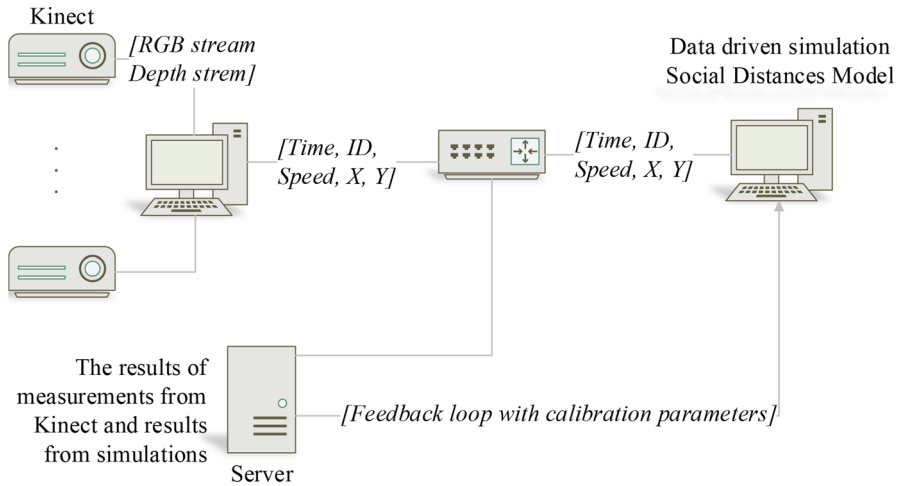 Kinect
[RGB stream
Depth strem]
Data driven simulation
Social Distances Model
[Time, ID,
Speed, X, Y]
[Time, ID,
Speed, X, Y]
The results of
measurements from
Kinect and results
from simulations
[Feedback loop with calibration parameters]
Server